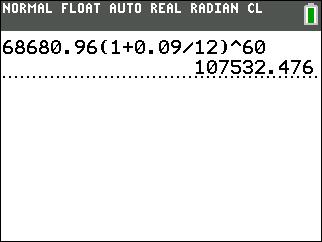 NORMAL FLOAT AUTO REAL RADIAN CL
68680.96(1+0.09/12)^60
107532.476